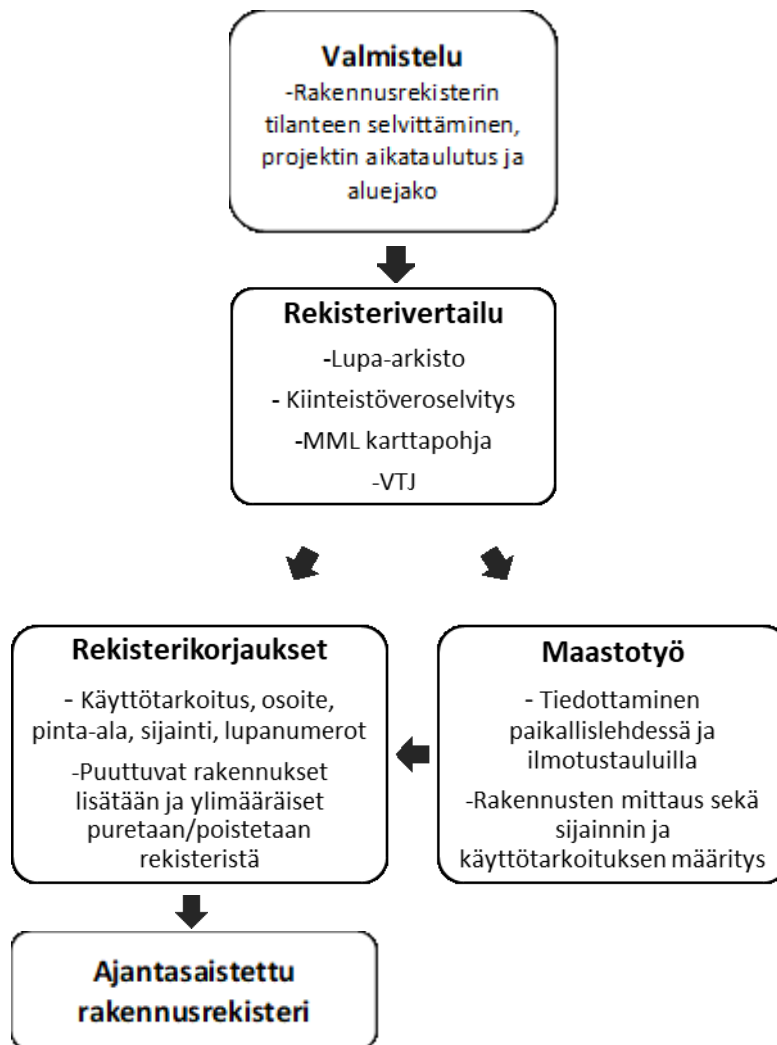 Valmistelu
-Rakennusrekisterin
tilanteen selvittäminen,
projektin aikataulutus ja
aluejako
Rekisterivertailu
-Lupa-arkisto
- Kiinteistöveroselvitys
-MML karttapohja
-VTJ
Rekisterikorjaukset
- Käyttötarkoitus, osoite,
pinta-ala, sijainti, lupanumerot
-Puuttuvat rakennukset
lisätään ja ylimääräiset
puretaan/poistetaan
rekisteristä
Maastotyö
- Tiedottaminen
paikallislehdessä ja
ilmotustauluilla
-Rakennusten mittaus sekä
sijainnin ja
käyttötarkoituksen määritys
Ajantasaistettu
rakennusrekisteri